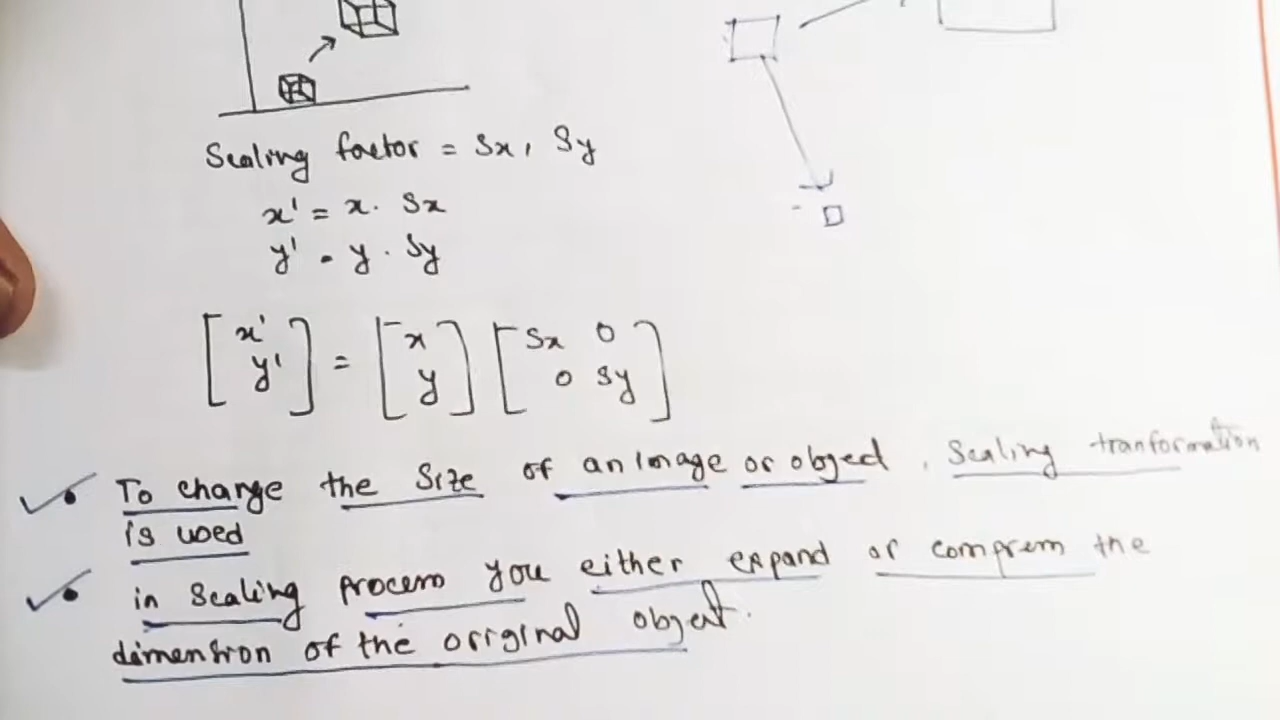 Scaling factor = Sx, Sy
x' = x. Sx
y' = y. Sy
[x' y'] = [x y] [Sx 0 0 Sy]
To change the Size of an image or object, Scaling tranformation
is used
in Scaling process you either expand or compress the
dimension of the original object.